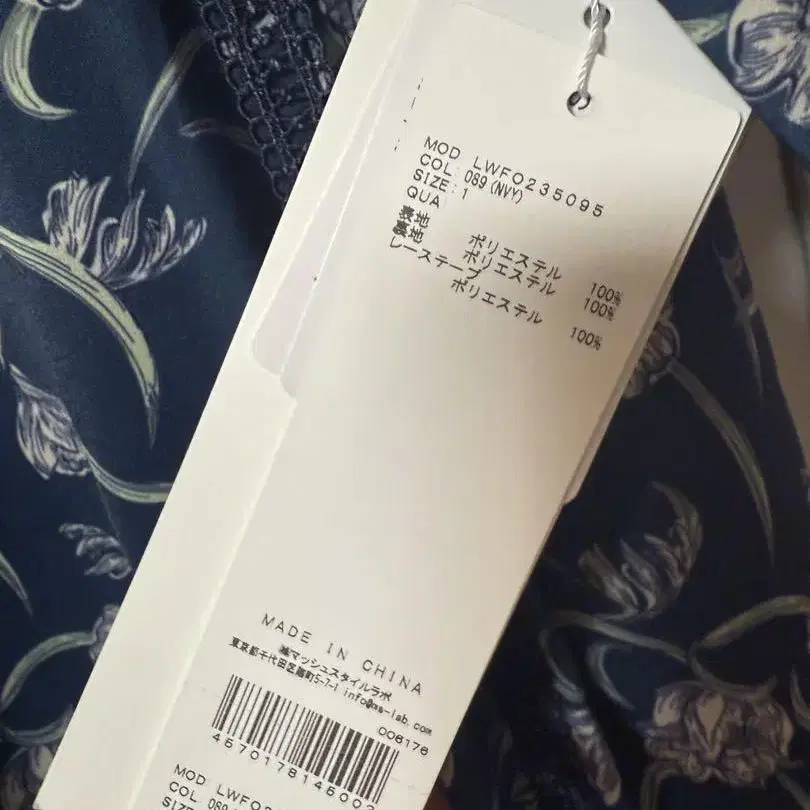 MOD LWFO235095
COL 089(NVY)
SIZE:1
QUA
表地 ポリエステル 100%
裏地 ポリエステル 100%
レーステープ
ポリエステル 100%
MADE IN CHINA
㈱マッシュスタイルラボ
東京都千代田区麹町5-7-1 info@ms-lab.com
006176
MOD
COL 089
SIZE